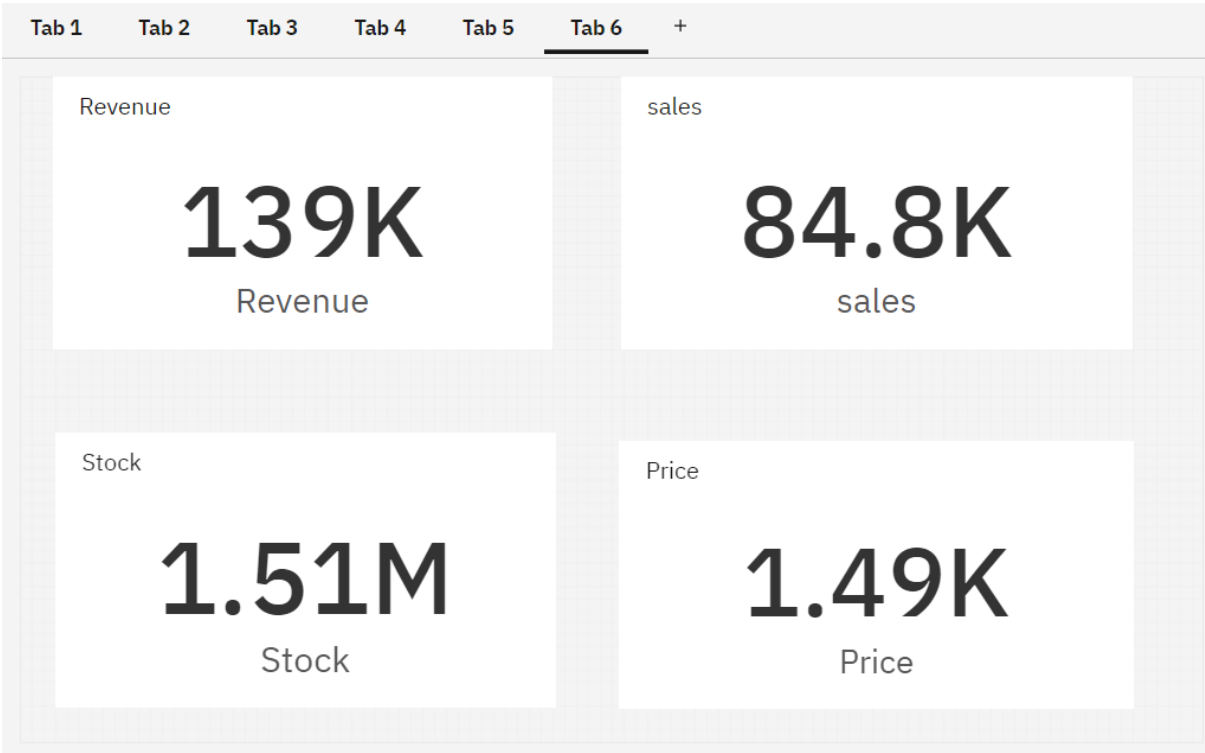 Tab 1 Tab 2 Tab 3 Tab 4 Tab 5 Tab 6 +
Revenue
139K
Revenue
sales
84.8K
sales
Stock
1.51M
Stock
Price
1.49K
Price